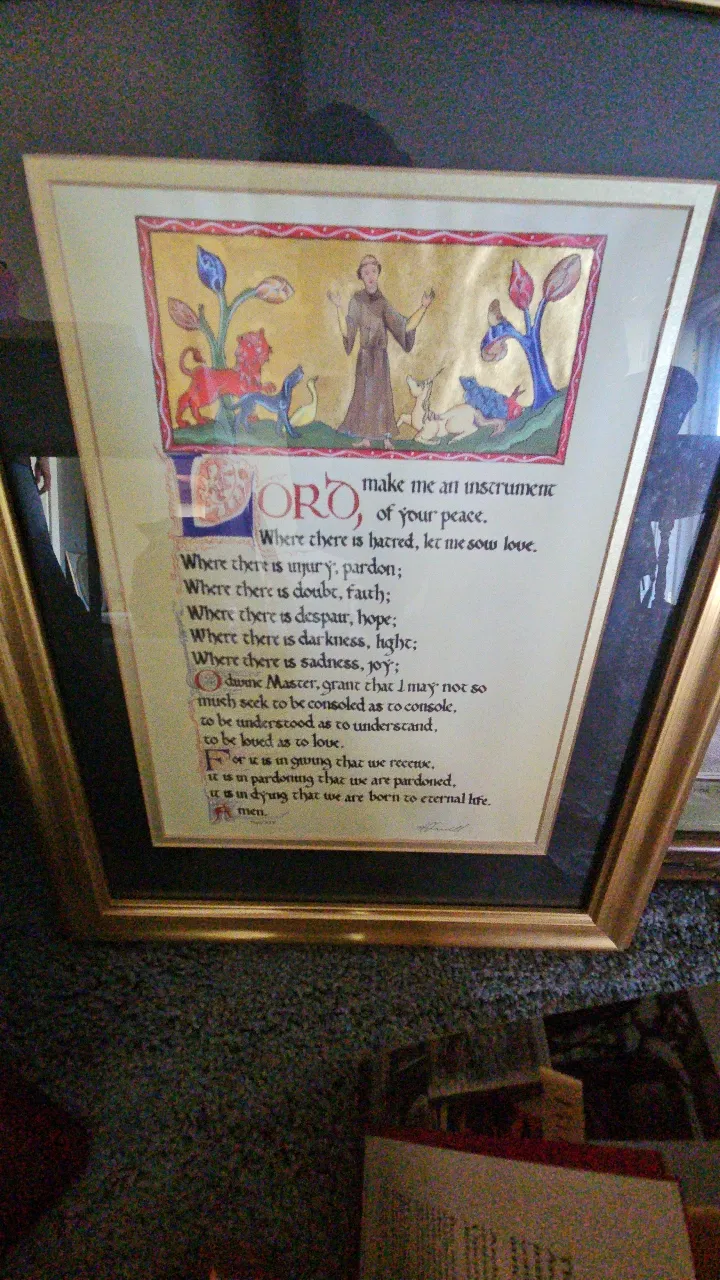 LORD, make me an instrument
of your peace.
Where there is hatred, let me sow love.
Where there is injury, pardon;
Where there is doubt, faith;
Where there is despair, hope;
Where there is darkness, light;
Where there is sadness, joy;
O divine Master, grant that I may not so
much seek to be consoled as to console,
to be understood as to understand,
to be loved as to love.
For it is in giving that we receive,
it is in pardoning that we are pardoned,
it is in dying that we are born to eternal life.
Amen.